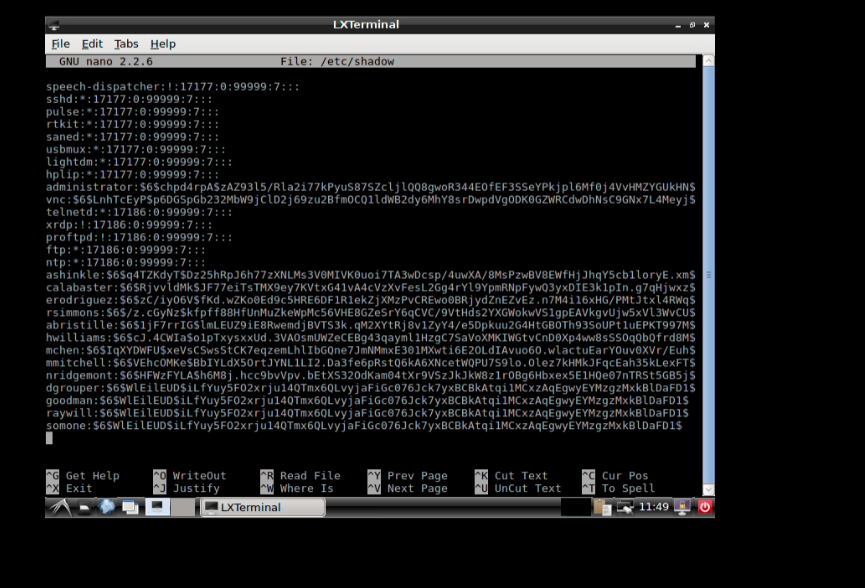 LXTerminal
File Edit Tabs Help
GNU nano 2.2.6 File: /etc/shadow
speech-dispatcher:!:17177:0:99999:7:::
sshd:*:17177:0:99999:7:::
pulse:*:17177:0:99999:7:::
rtkit:*:17177:0:99999:7:::
saned:*:17177:0:99999:7:::
usbmux:*:17177:0:99999:7:::
lightdm:*:17177:0:99999:7:::
hplip:*:17177:0:99999:7:::
administrator:$6$chpd4rpA$zAZ93l5/Rla2i77kPyuS87SZcljlQQ8gwoR344EOfEF3SSeYPkjpl6Mf0j4VvHMZYGUkHN$
vnc:$6$LnhTcEyP$p6DGSpGb232MbW9jClD2j69zu2BfmOCQ1ldWB2dy6MhY8srDwpdVgODK0GZWRCdwDhNsC9GNx7L4Meyj$
telnetd:*:17186:0:99999:7:::
xrdp:!:17186:0:99999:7:::
proftpd:!:17186:0:99999:7:::
ftp:*:17186:0:99999:7:::
ntp:*:17186:0:99999:7:::
ashinkle:$6$q4TZKdyT$Dz25hRpJ6h77zXNLMs3V0MIVK0uoi7TA3wDcsp/4uwXA/8MsPzwBV8EWfHjJhqY5cb1loryE.xm$
calabaster:$6$RjvvldMk$JF77eiTsTMX9ey7KVtxG41vA4cVzXvFesL2Gg4rYl9YpmRNpFywQ3yxDIE3k1pIn.g7qHjwxz$
erodriguez:$6$zC/iyO6V$fKd.wZKo0Ed9c5HRE6DF1R1ekZjXMzPvCREwo0BRjydZnEZvEz.n7M4i16xHG/PMtJtxl4RWq$
rsimmons:$6$/z.cGyNz$kfpff88HfUnMuZkeWpMc56VHE8GZeSrY6qCVC/9VtHds2YXGWokwVS1gpEAVkgvUjw5xVl3WvCU$
abristille:$6$1jF7rrIG$lmLEUZ9iE8RwemdjBVTS3k.qM2XYtRj8v1ZyY4/e5Dpkuu2G4HtGBOTh93SoUPt1uEPKT997M$
hwilliams:$6$cJ.4CWIa$o1pTxysxxUd.3VAOsmUWZeCEBg43qayml1HzgC7SaVoXMKIWGtvCnD0Xp4ww8sSSOqQbQfrd8M$
mchen:$6$IqXYDWFU$xeVsCSwsStCK7eqzemLhlIbGQne7JmNMmxE301MXwti6E2OLdIAvuo6O.wlactuEarYOuv0XVr/Euh$
mmitchell:$6$VEhcOMKe$BbIYLdX5OrtJYNL1LI2.Da3fe6pRstQ6kA6XNcetWQPU7S9lo.Olez7kHMkJFqcEah35kLexFT$
nridgemont:$6$HFWzFYLA$h6M8j.hcc9bvVpv.bEtXS32OdKam04tXr9VSzJkJkW8z1rOBg6Hbxex5E1HQe07nTRSt5GB5j$
dgrouper:$6$WlEilEUD$iLfYuy5FO2xrju14QTmx6QLvyjaFiGc076Jck7yxBCBkAtqi1MCxzAqEgwyEYMzgzMxkBlDaFD1$
goodman:$6$WlEilEUD$iLfYuy5FO2xrju14QTmx6QLvyjaFiGc076Jck7yxBCBkAtqi1MCxzAqEgwyEYMzgzMxkBlDaFD1$
raywill:$6$WlEilEUD$iLfYuy5FO2xrju14QTmx6QLvyjaFiGc076Jck7yxBCBkAtqi1MCxzAqEgwyEYMzgzMxkBlDaFD1$
somone:$6$WlEilEUD$iLfYuy5FO2xrju14QTmx6QLvyjaFiGc076Jck7yxBCBkAtqi1MCxzAqEgwyEYMzgzMxkBlDaFD1$
^G Get Help ^O WriteOut ^R Read File ^Y Prev Page ^K Cut Text ^C Cur Pos
^X Exit ^J Justify ^W Where Is ^V Next Page ^U UnCut Text ^T To Spell
LXTerminal 11:49